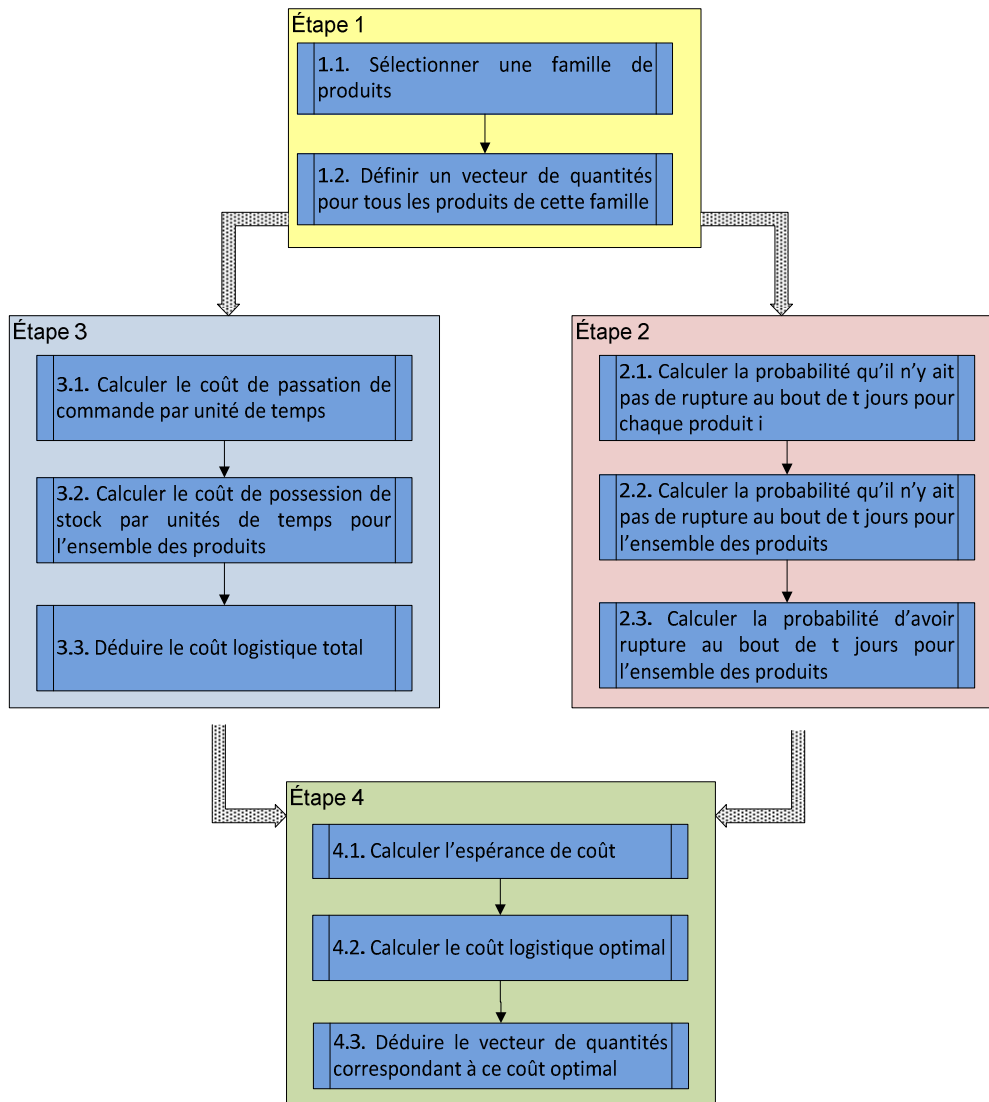 Étape 1
1.1. Sélectionner une famille de
produits
1.2. Définir un vecteur de quantités
pour tous les produits de cette famille
Étape 3
3.1. Calculer le coût de passation de
commande par unité de temps
3.2. Calculer le coût de possession de
stock par unités de temps pour
l'ensemble des produits
3.3. Déduire le coût logistique total
Étape 2
2.1. Calculer la probabilité qu'il n'y ait
pas de rupture au bout de t jours pour
chaque produit i
2.2. Calculer la probabilité qu'il n'y ait
pas de rupture au bout de t jours pour
l'ensemble des produits
2.3. Calculer la probabilité d'avoir
rupture au bout de t jours pour
l'ensemble des produits
Étape 4
4.1. Calculer l'espérance de coût
4.2. Calculer le coût logistique optimal
4.3. Déduire le vecteur de quantités
correspondant à ce coût optimal